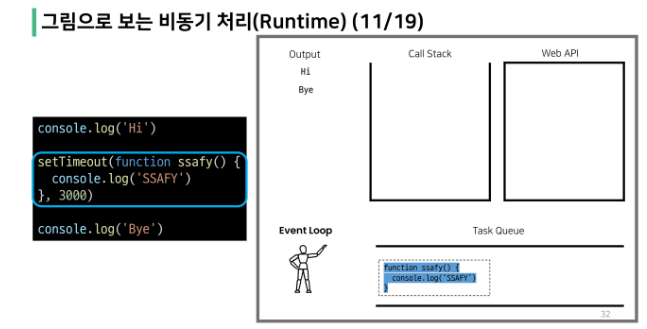 그림으로 보는 비동기 처리(Runtime) (11/19)
console.log('Hi')
setTimeout(function ssafy() {
console.log('SSAFY')
}, 3000)
console.log('Bye')
Output
Hi
Bye
Call Stack
Web API
Event Loop
Task Queue
function ssafy() {
console.log('SSAFY')
}
32